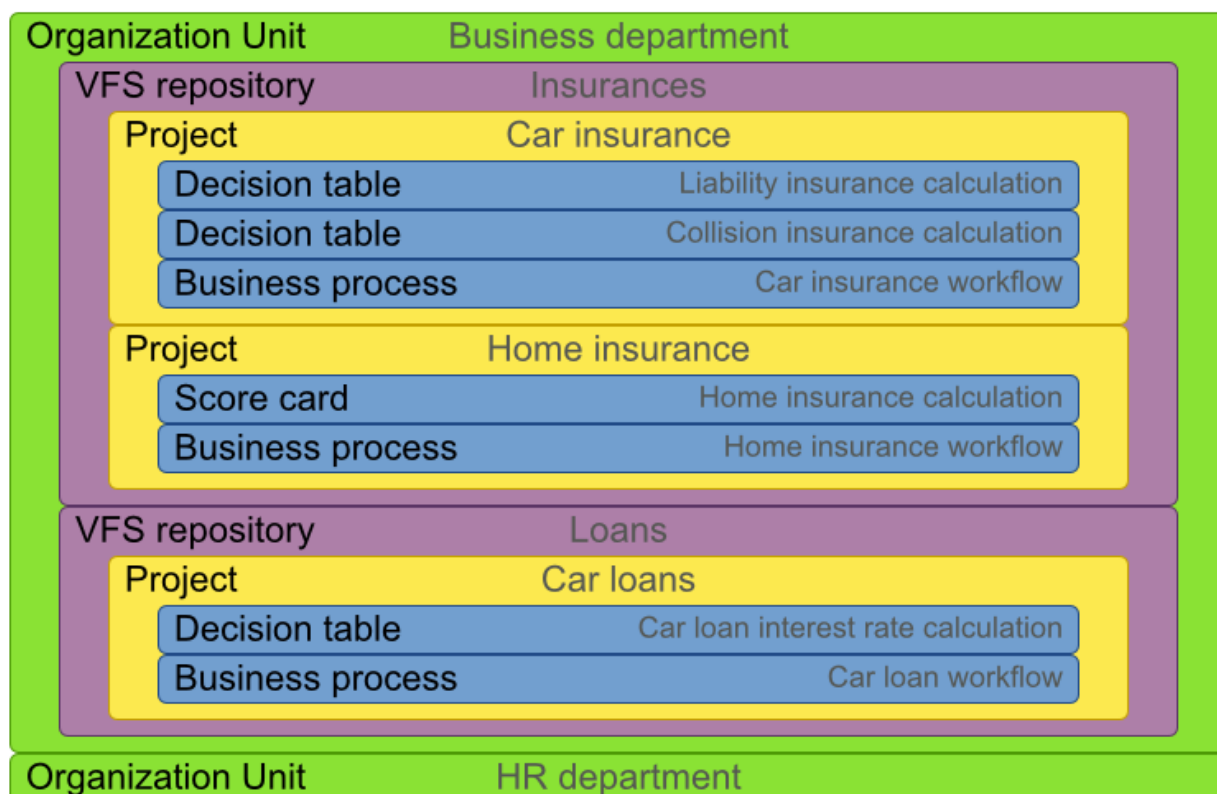 Organization Unit Business department
VFS repository Insurances
Project Car insurance
Decision table Liability insurance calculation
Decision table Collision insurance calculation
Business process Car insurance workflow
Project Home insurance
Score card Home insurance calculation
Business process Home insurance workflow
VFS repository Loans
Project Car loans
Decision table Car loan interest rate calculation
Business process Car loan workflow
Organization Unit HR department